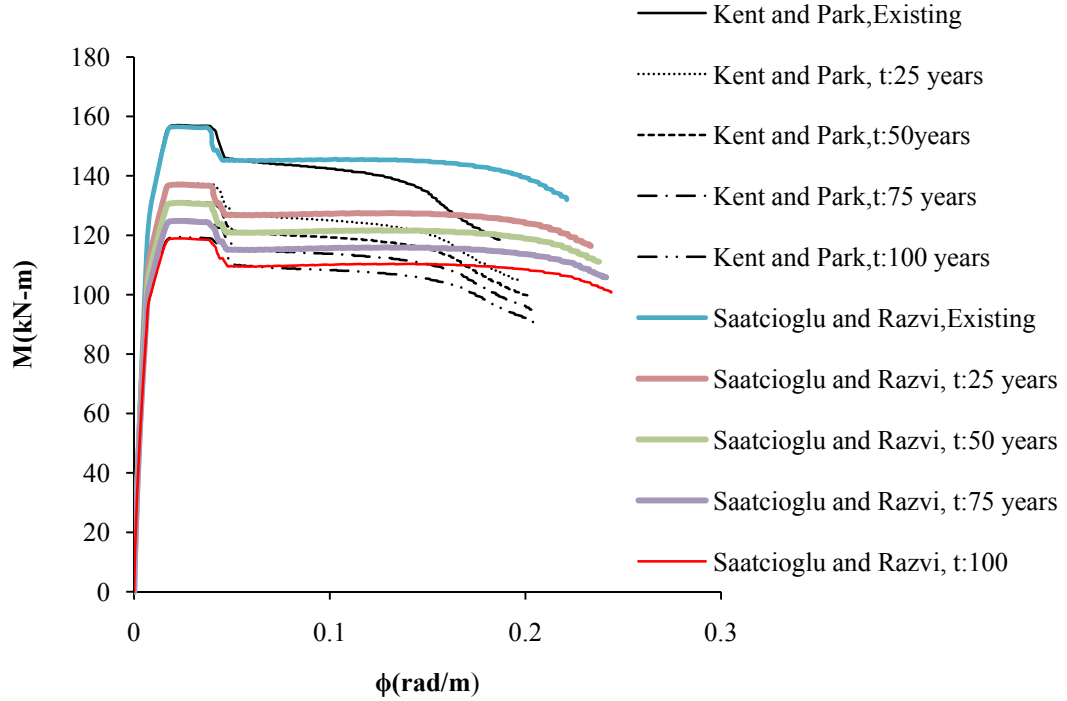 Kent and Park,Existing
Kent and Park, t:25 years
Kent and Park,t:50years
Kent and Park,t:75 years
Kent and Park,t:100 years
Saatcioglu and Razvi,Existing
Saatcioglu and Razvi, t:25 years
Saatcioglu and Razvi, t:50 years
Saatcioglu and Razvi, t:75 years
Saatcioglu and Razvi, t:100
180
160
140
120
100
80
60
40
20
0
M(kN-m)
0
0.1
0.2
0.3
ϕ(rad/m)